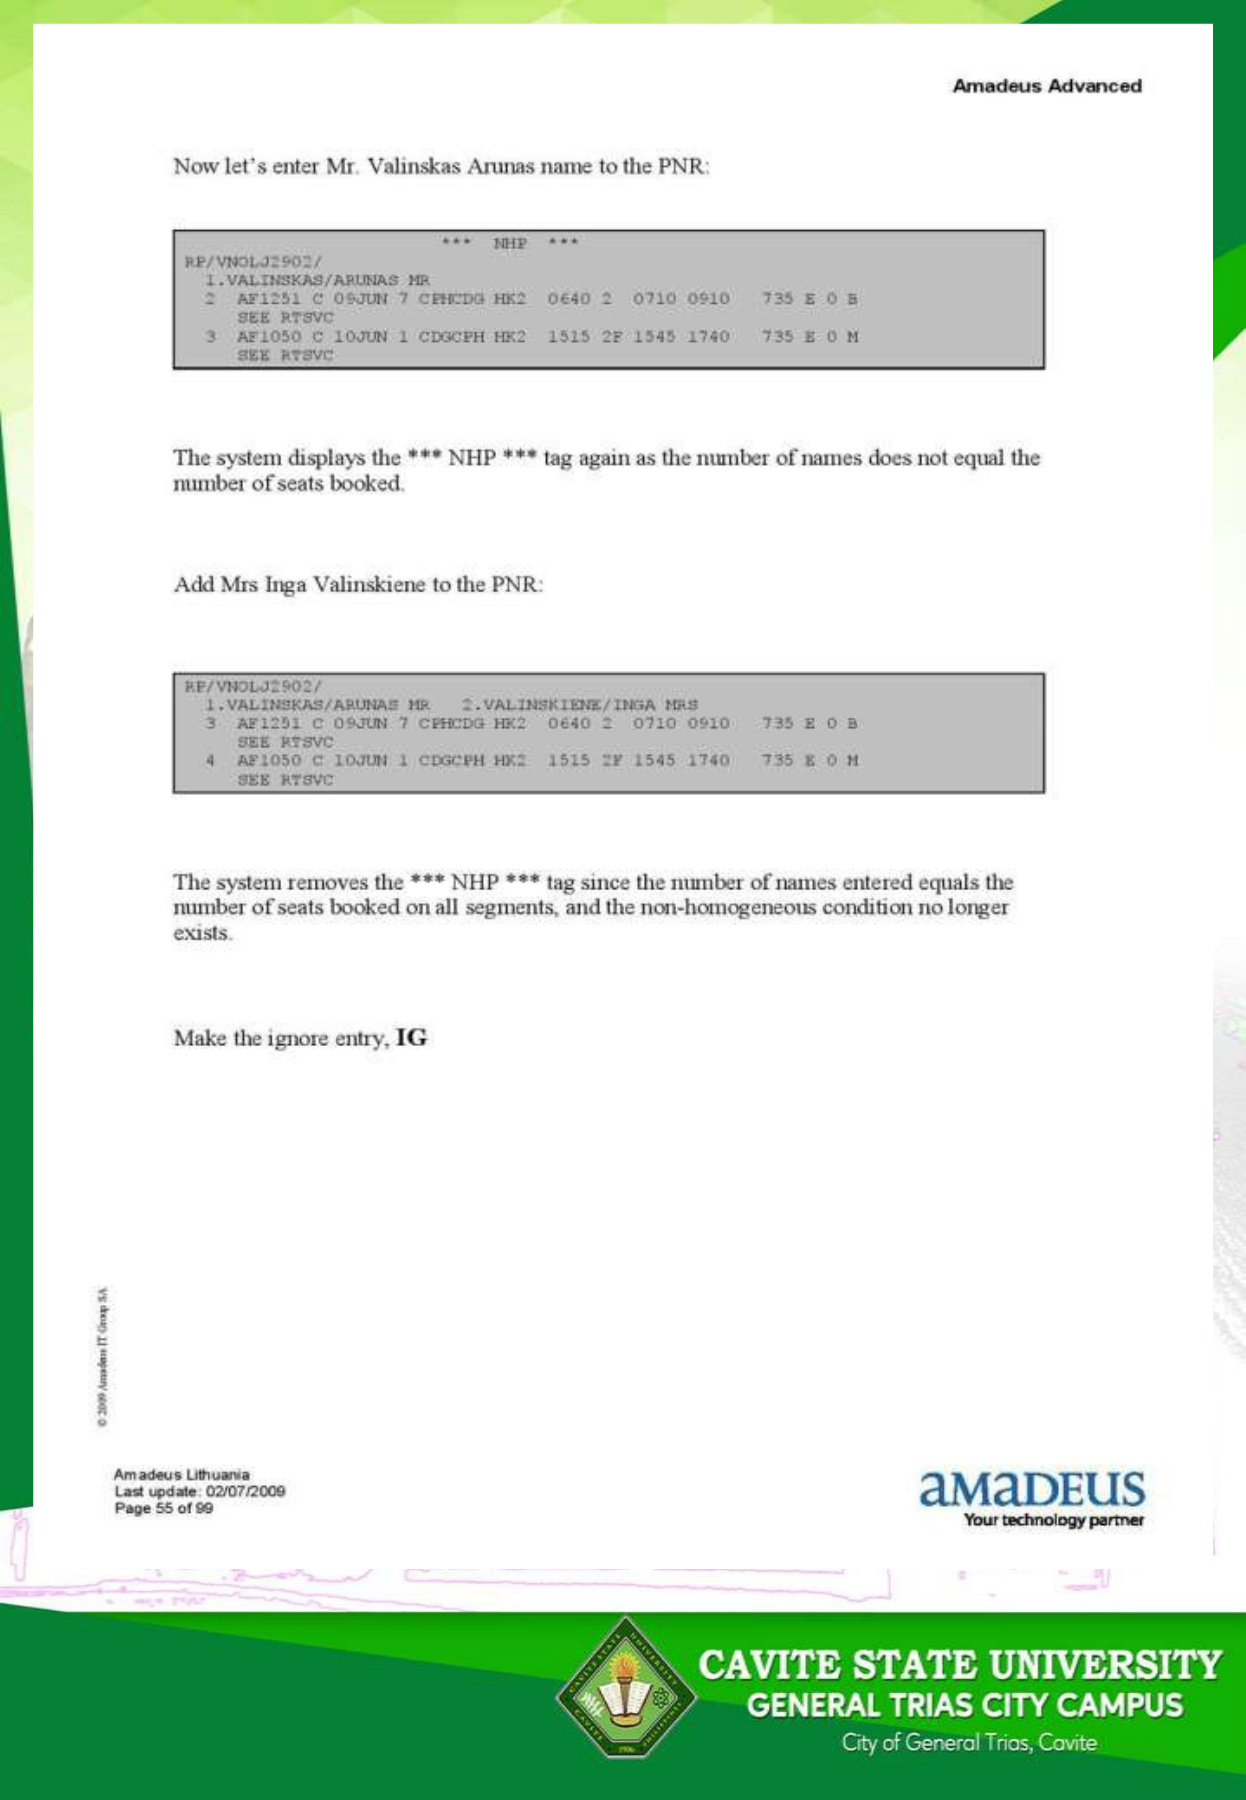 Amadeus Advanced
Now let's enter Mr. Valinskas Arunas name to the PNR:
*** NHP ***
RP/VNOLJ2902/
1.VALINSKAS/ARUNAS MR
2 AF1251 C 09JUN 7 CPHCDG HK2 0640 2 0710 0910 735 E 0 B
SEE RTSVC
3 AF1050 C 10JUN 1 CDGCPH HK2 1515 2F 1545 1740 735 E 0 M
SEE RTSVC
The system displays the *** NHP *** tag again as the number of names does not equal the
number of seats booked.
Add Mrs Inga Valinskiene to the PNR:
RP/VNOLJ2902/
1.VALINSKAS/ARUNAS MR 2.VALINSKIENE/INGA MRS
3 AF1251 C 09JUN 7 CPHCDG HK2 0640 2 0710 0910 735 E 0 B
SEE RTSVC
4 AF1050 C 10JUN 1 CDGCPH HK2 1515 2F 1545 1740 735 E 0 M
SEE RTSVC
The system removes the *** NHP *** tag since the number of names entered equals the
number of seats booked on all segments, and the non-homogeneous condition no longer
exists.
Make the ignore entry, IG
© 2009 Amadeus IT Group SA
Amadeus Lithuania
Last update: 02/07/2009
Page 55 of 99
amaDEUS
Your technology partner
CAVITE STATE UNIVERSITY
GENERAL TRIAS CITY CAMPUS
City of General Trias, Cavite